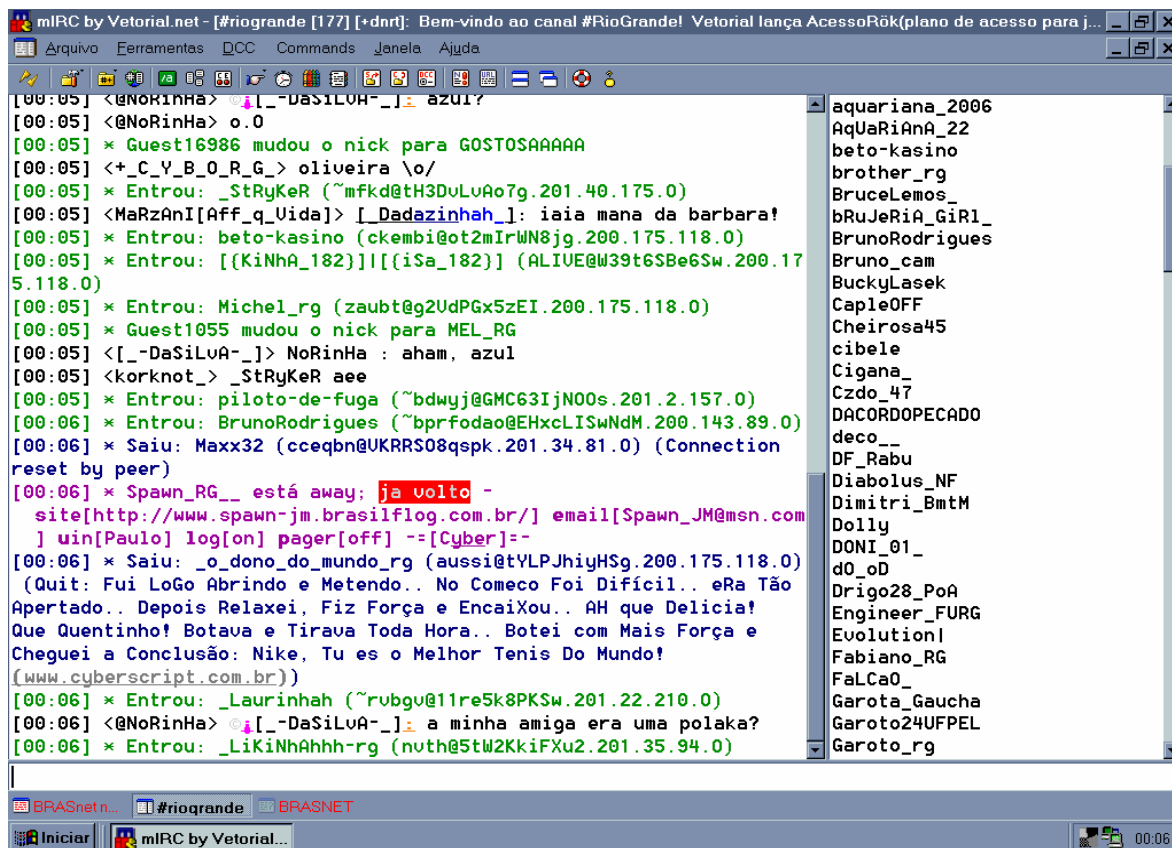 mIRC by Vetorial.net - [#riogrande [177] [+dnrt]: Bem-vindo ao canal #RioGrande! Vetorial lança AcessoRök(plano de acesso para j...
Arquivo Ferramentas DCC Commands Janela Ajuda
[00:05] <@NoRinHa> ©¡[_-DaSiLvA-_]: azul?
[00:05] <@NoRinHa> o.O
[00:05] * Guest16986 mudou o nick para GOSTOSAAAAA
[00:05] <+_C_Y_B_O_R_G_> oliveira \o/
[00:05] * Entrou: _StRyKeR (~mfkd@tH3DvLvAo7g.201.40.175.0)
[00:05] <MaRzAnI[Aff_q_Vida]> [_Dadazinhah_]: iaia mana da barbara!
[00:05] * Entrou: beto-kasino (ckembi@ot2mIrWN8jg.200.175.118.0)
[00:05] * Entrou: [{KiNhA_182}]|[{iSa_182}] (ALIVE@W39t6SBe6Sw.200.17
5.118.0)
[00:05] * Entrou: Michel_rg (zaubt@g2VdPGx5zEI.200.175.118.0)
[00:05] * Guest1055 mudou o nick para MEL_RG
[00:05] <[_-DaSiLvA-_]> NoRinHa : aham, azul
[00:05] <korknot_> _StRyKeR aee
[00:05] * Entrou: piloto-de-fuga (~bdwyj@GMC63IjNOOs.201.2.157.0)
[00:06] * Entrou: BrunoRodrigues (~bprfodao@EHxcLISwNdM.200.143.89.0)
[00:06] * Saiu: Maxx32 (cceqbn@VKRRSO8qspk.201.34.81.0) (Connection
reset by peer)
[00:06] * Spawn_RG__ está away; ja volto -
site[http://www.spawn-jm.brasilflog.com.br/] email[Spawn_JM@msn.com
] uin[Paulo] log[on] pager[off] -=[Cyber]=-
[00:06] * Saiu: _o_dono_do_mundo_rg (aussi@tYLPJhiyHSg.200.175.118.0)
(Quit: Fui LoGo Abrindo e Metendo.. No Comeco Foi Difícil.. eRa Tão
Apertado.. Depois Relaxei, Fiz Força e EncaiXou.. AH que Delicia!
Que Quentinho! Botava e Tirava Toda Hora.. Botei com Mais Força e
Cheguei a Conclusão: Nike, Tu es o Melhor Tenis Do Mundo!
(www.cyberscript.com.br))
[00:06] * Entrou: _Laurinhah (~rvbgv@11re5k8PKSw.201.22.210.0)
[00:06] <@NoRinHa> ©¡[_-DaSiLvA-_]: a minha amiga era uma polaka?
[00:06] * Entrou: _LiKiNhAhhh-rg (nvth@5tW2KkiFXu2.201.35.94.0)
aquariana_2006
AqUaRiAnA_22
beto-kasino
brother_rg
BruceLemos_
bRuJeRiA_GiRl_
BrunoRodrigues
Bruno_cam
BuckyLasek
CapleOFF
Cheirosa45
cibele
Cigana_
Czdo_47
DACORDOPECADO
deco__
DF_Rabu
Diabolus_NF
Dimitri_BmtM
Dolly
DONI_01_
dO_oD
Drigo28_PoA
Engineer_FURG
Evolution|
Fabiano_RG
FaLCaO_
Garota_Gaucha
Garoto24UFPEL
Garoto_rg
BRASnet n... #riogrande BRASNET
Iniciar mIRC by Vetorial... 00:06